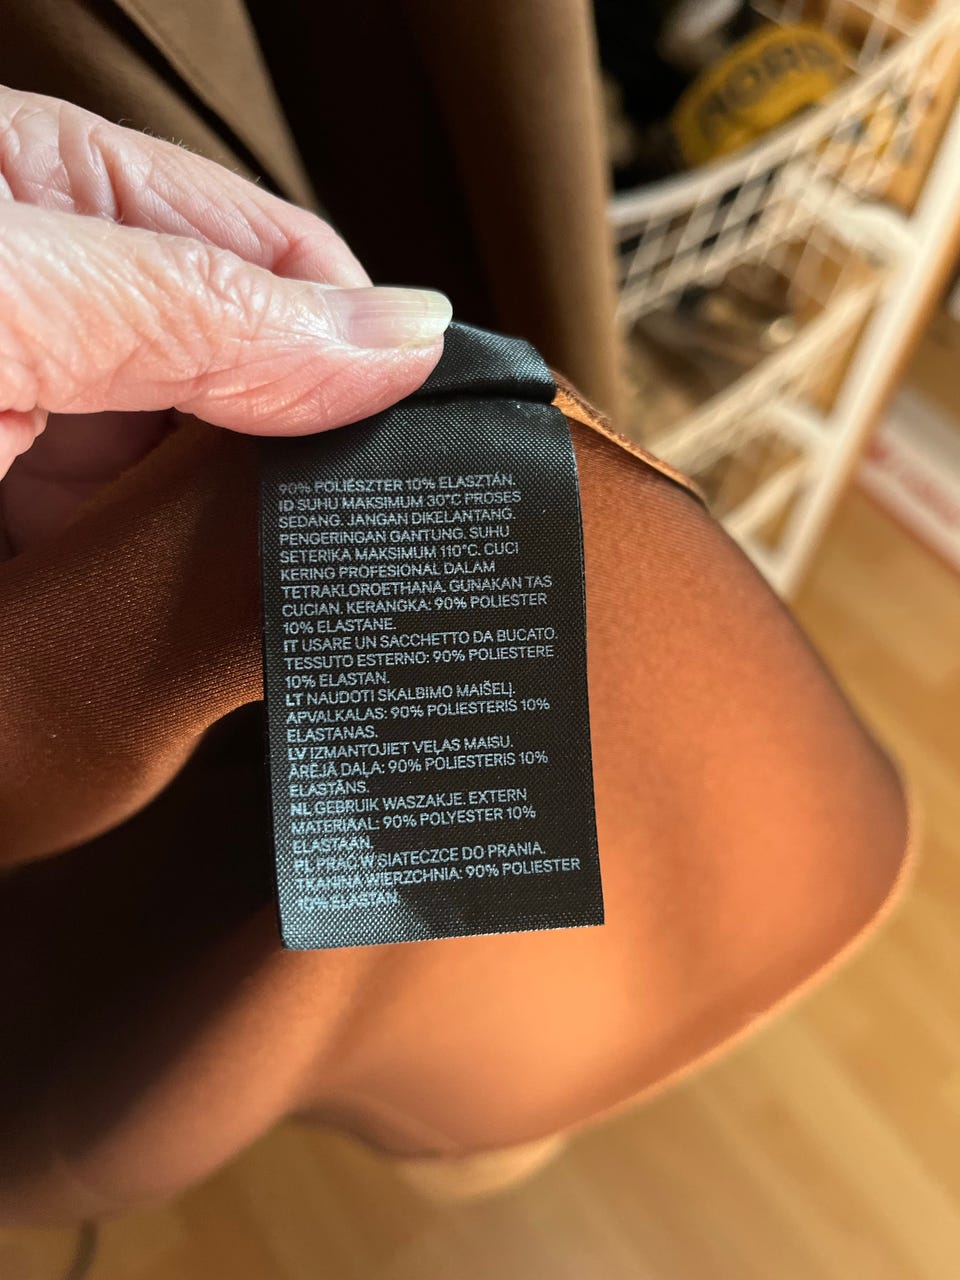 90% POLIÉSZTER 10% ELASZTÁN.
ID SUHU MAKSIMUM 30°C PROSES
SEDANG. JANGAN DIKELANTANG.
PENGERINGAN GANTUNG. SUHU
SETERIKA MAKSIMUM 110°C. CUCI
KERING PROFESIONAL DALAM
TETRAKLOROETHANA. GUNAKAN TAS
CUCIAN. KERANGKA: 90% POLIESTER
10% ELASTANE.
IT USARE UN SACCHETTO DA BUCATO.
TESSUTO ESTERNO: 90% POLIESTERE
10% ELASTAN.
LT NAUDOTI SKALBIMO MAIŠELĮ.
APVALKALAS: 90% POLIESTERIS 10%
ELASTANAS.
LV IZMANTOJIET VEĻAS MAISU.
ĀRĒJĀ DAĻA: 90% POLIESTERIS 10%
ELASTĀNS.
NL GEBRUIK WASZAKJE. EXTERN
MATERIAAL: 90% POLYESTER 10%
ELASTAAN.
PL PRAĆ W SIATECZCE DO PRANIA.
TKANINA WIERZCHNIA: 90% POLIESTER
10% ELASTAN.